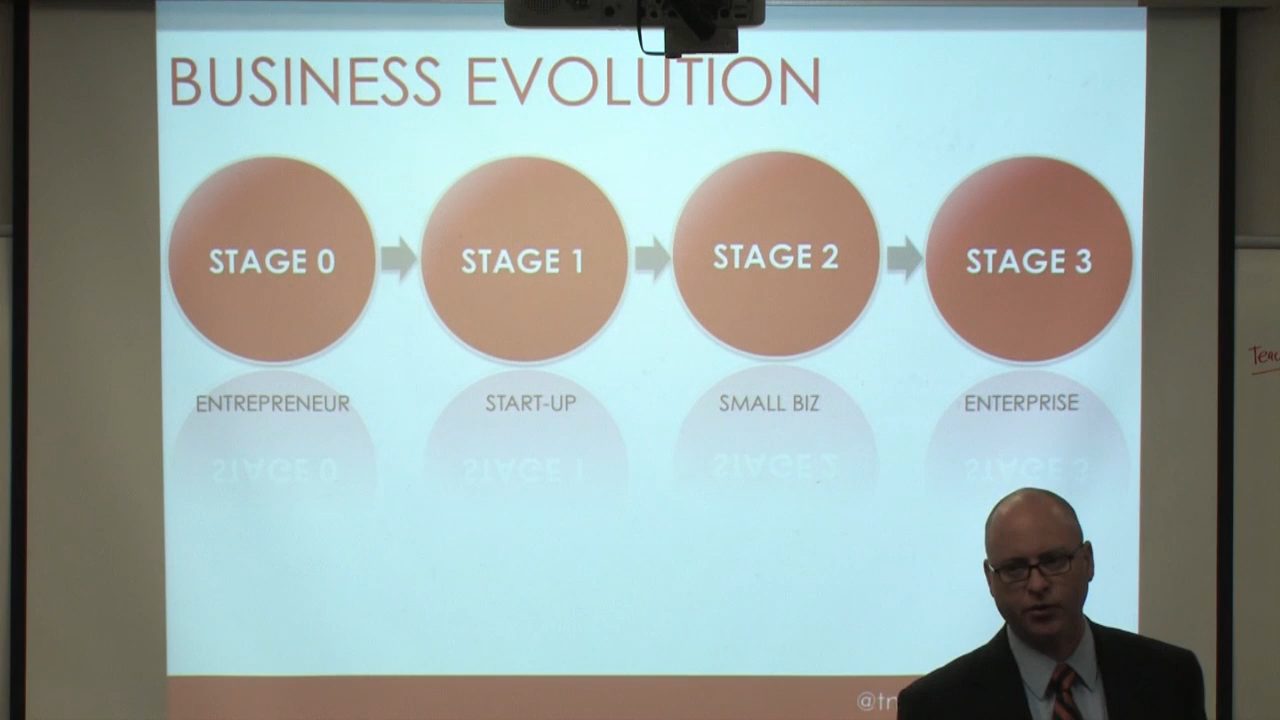 BUSINESS EVOLUTION
STAGE 0
STAGE 1
STAGE 2
STAGE 3
ENTREPRENEUR
START-UP
SMALL BIZ
ENTERPRISE